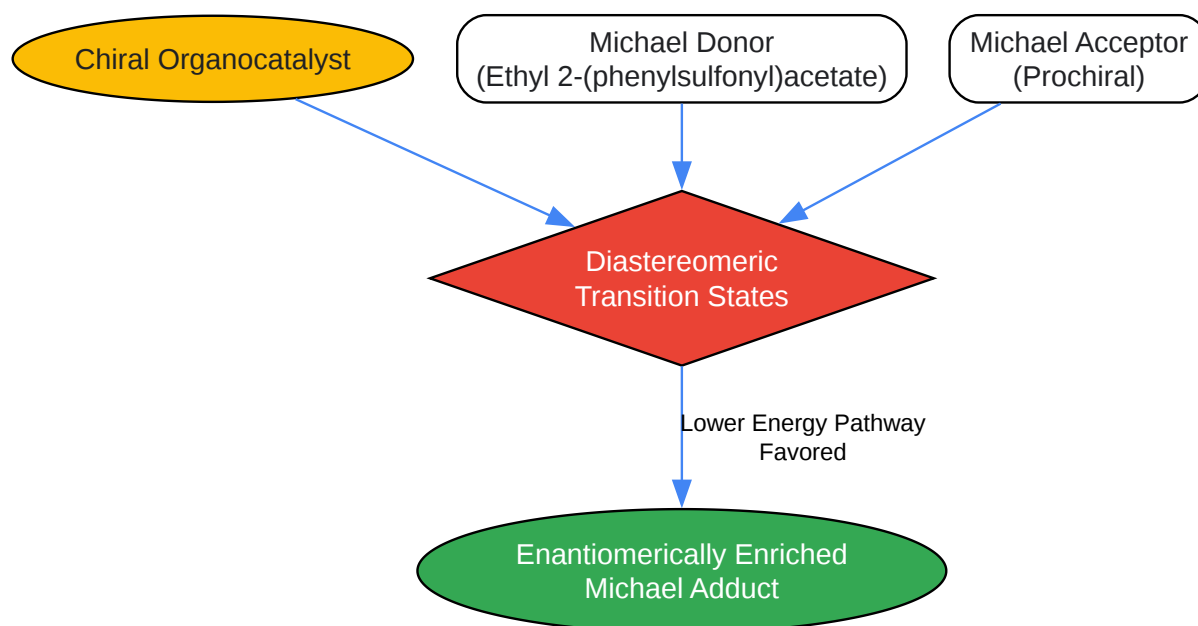 Chiral Organocatalyst
Michael Donor
(Ethyl 2-(phenylsulfonyl)acetate)
Michael Acceptor
(Prochiral)
Diastereomeric
Transition States
Lower Energy Pathway
Favored
Enantiomerically Enriched
Michael Adduct